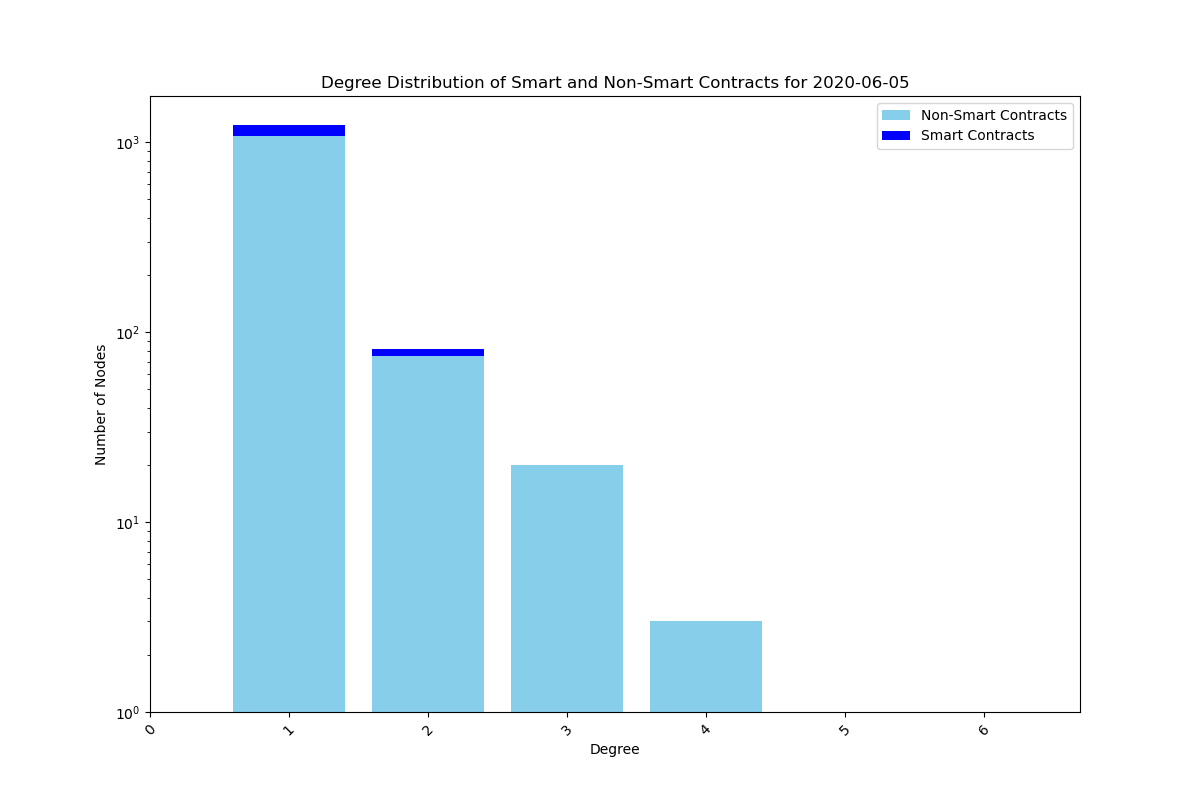 Degree Distribution of Smart and Non-Smart Contracts for 2020-06-05
Non-Smart Contracts
Smart Contracts
Number of Nodes
10³
10²
10¹
10⁰
0 1 2 3 4 5 6
Degree